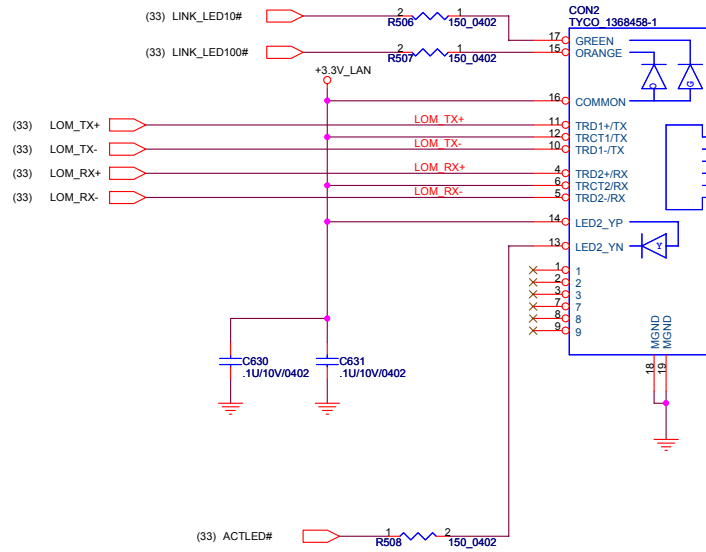 CON2
TYCO_1368458-1
(33) LINK_LED10# 2 R506 1 150_0402 17 GREEN
(33) LINK_LED100# 2 R507 1 150_0402 15 ORANGE
O G
+3.3V_LAN
16 COMMON
(33) LOM_TX+ LOM_TX+ 11 TRD1+/TX
12 TRCT1/TX
(33) LOM_TX- LOM_TX- 10 TRD1-/TX
(33) LOM_RX+ LOM_RX+ 4 TRD2+/RX
6 TRCT2/RX
(33) LOM_RX- LOM_RX- 5 TRD2-/RX
14 LED2_YP
13 LED2_YN Y
1 1
2 2
3 3
7 7
8 8
9 9
MGND MGND
18 19
C630 .1U/10V/0402
C631 .1U/10V/0402
(33) ACTLED# 1 R508 2 150_0402